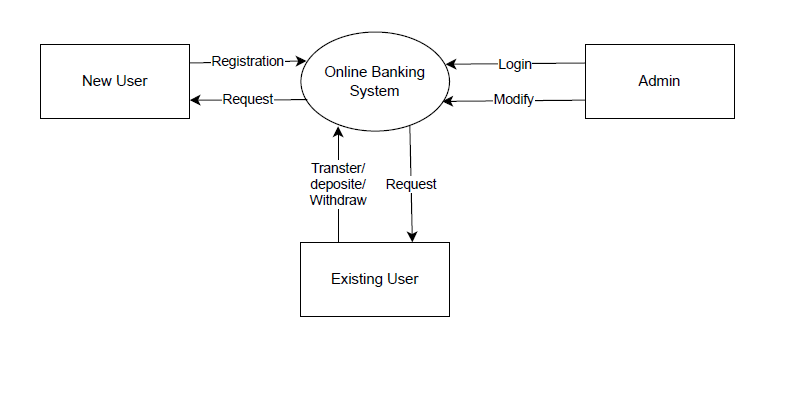 New User
Registration
Request
Online Banking
System
Login
Modify
Admin
Transter/
deposite/
Withdraw
Request
Existing User